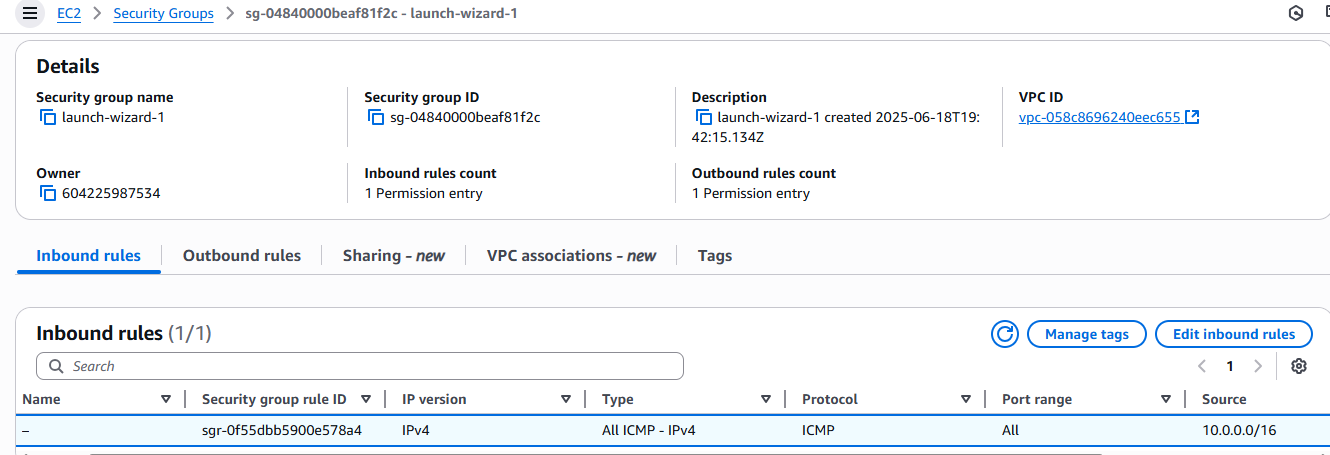 EC2 > Security Groups > sg-04840000beaf81f2c - launch-wizard-1
Details
Security group name
launch-wizard-1
Security group ID
sg-04840000beaf81f2c
Description
launch-wizard-1 created 2025-06-18T19:
42:15.134Z
VPC ID
vpc-058c8696240eec655
Owner
604225987534
Inbound rules count
1 Permission entry
Outbound rules count
1 Permission entry
Inbound rules Outbound rules Sharing - new VPC associations - new Tags
Inbound rules (1/1)
Manage tags Edit inbound rules
Search
1
Name Security group rule ID IP version Type Protocol Port range Source
– sgr-0f55dbb5900e578a4 IPv4 All ICMP - IPv4 ICMP All 10.0.0.0/16